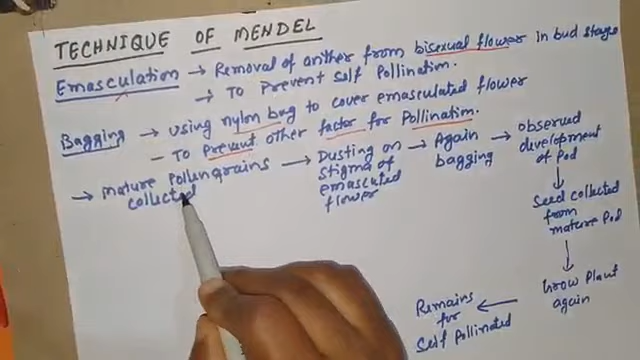 TECHNIQUE OF MENDEL
Emasculation → Removal of anther from bisexual flower in bud stage
→ To Prevent Self Pollination.
Bagging → Using nylon bag to cover emasculated flower
- To Prevent other factor for Pollination.
→ Mature Pollengrains
collected
→ Dusting on
stigma of
emascuted
flower
→ Again
bagging
→ Observed
development
of Pod
↓
Seed collected
from
mature Pod
↓
Grow Plant
again
←
Remains
for
Self Pollinated